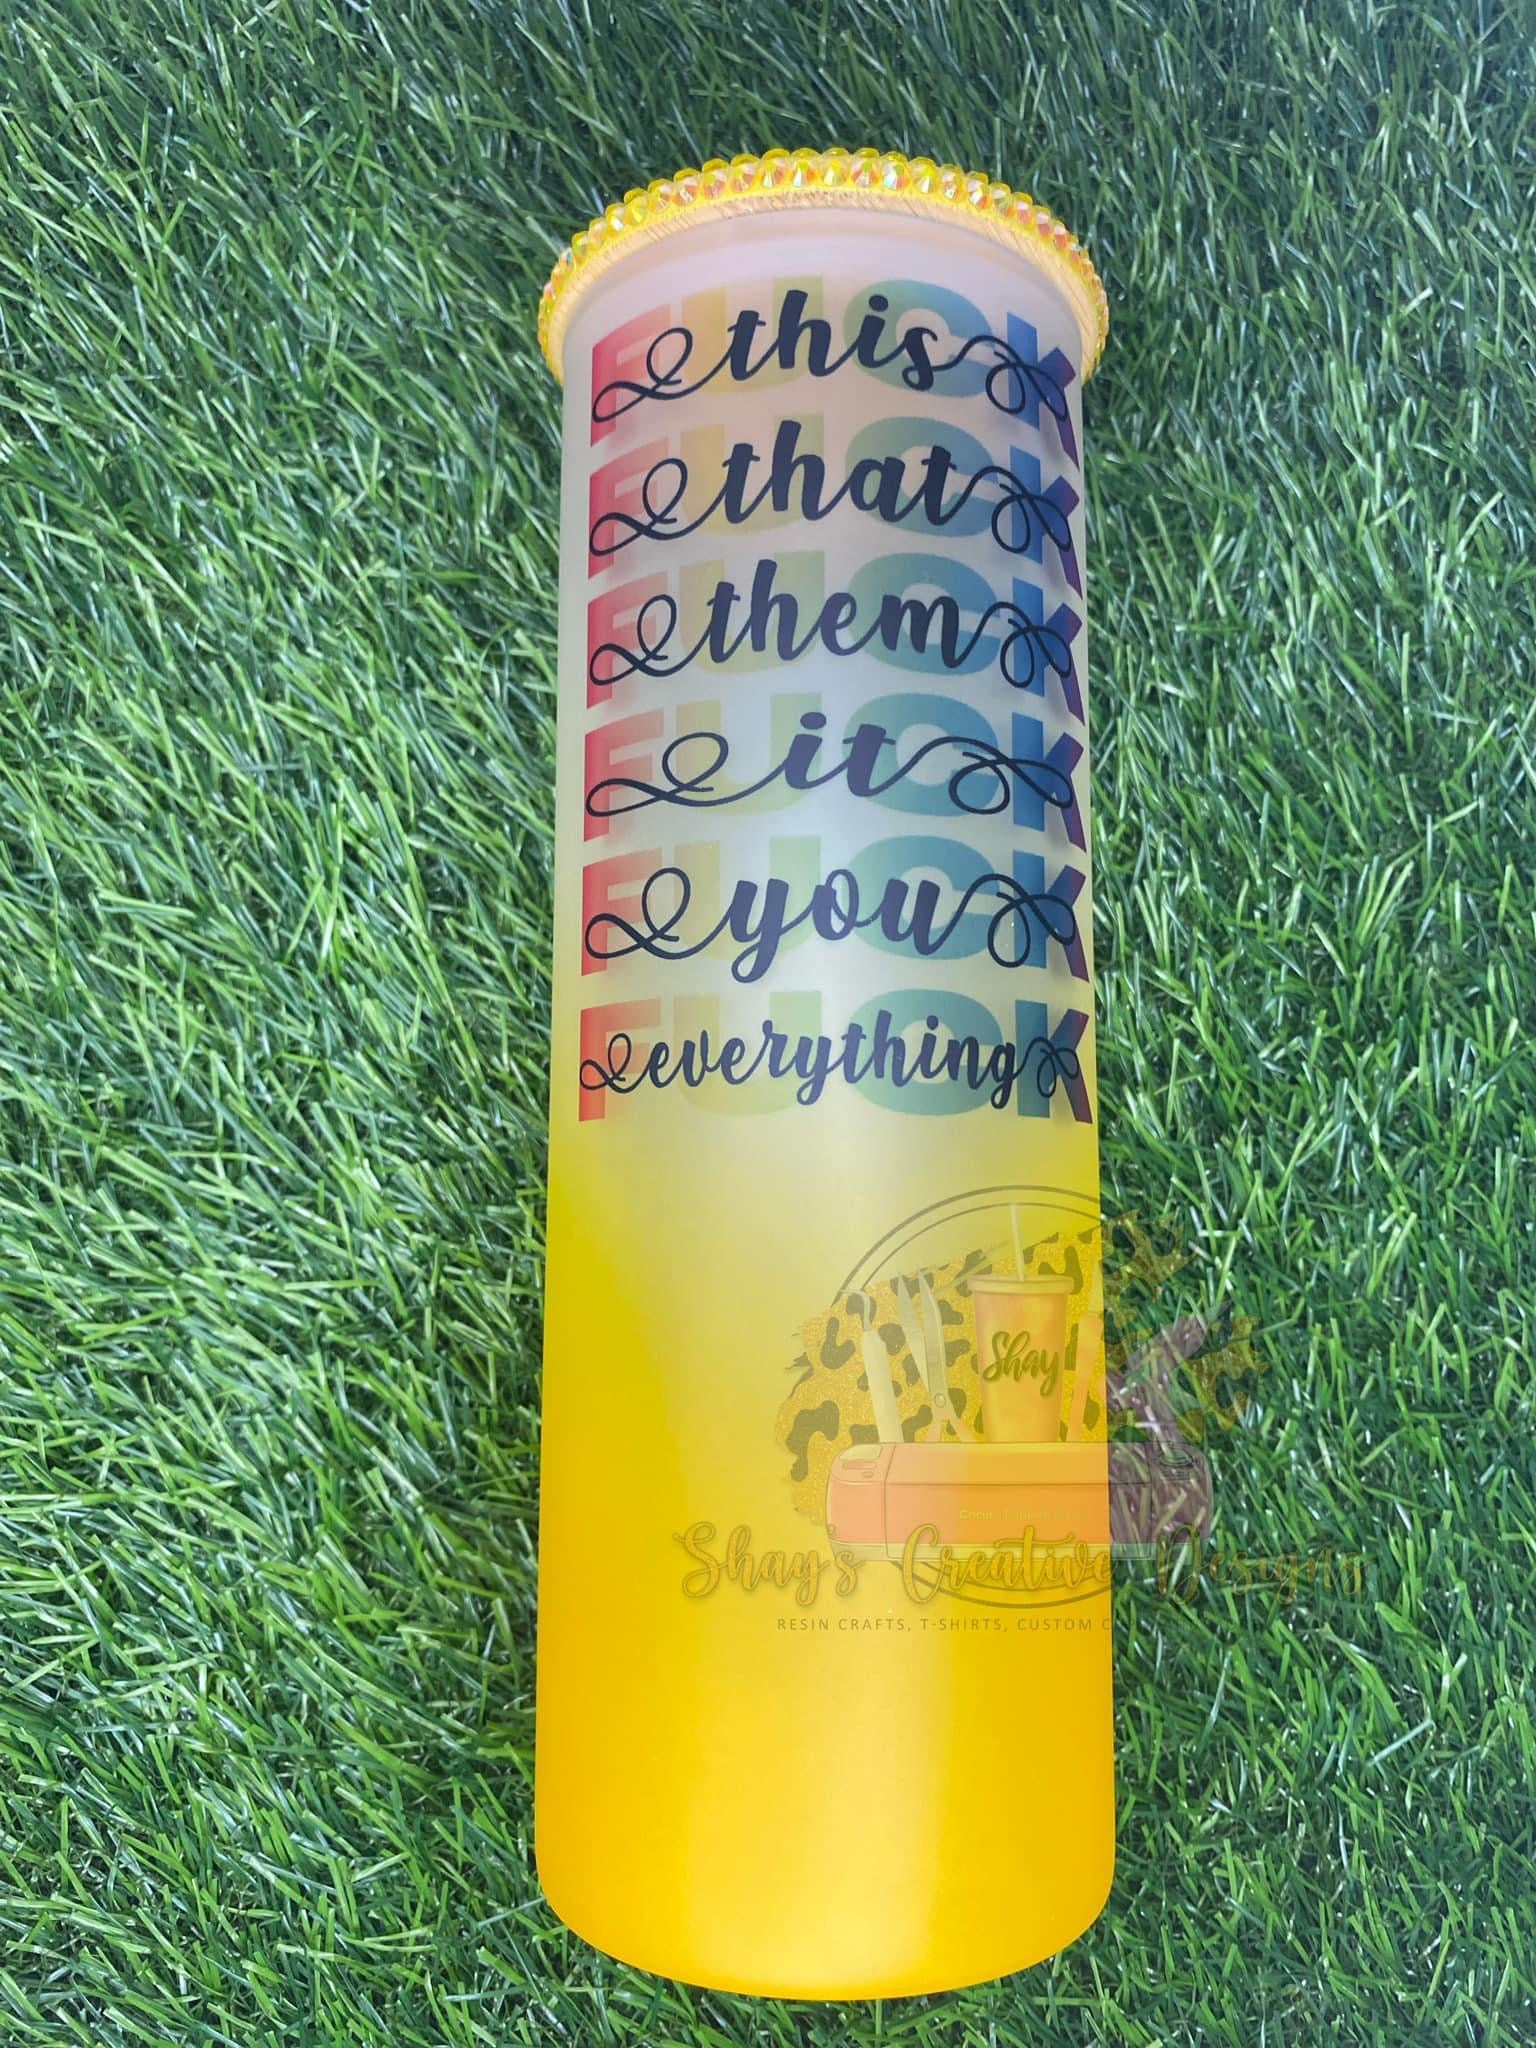 FUCK this
FUCK that
FUCK them
FUCK it
FUCK you
FUCK everything
Shay
Cricut
Shay's Creative Designs
RESIN CRAFTS, T-SHIRTS, CUSTOM